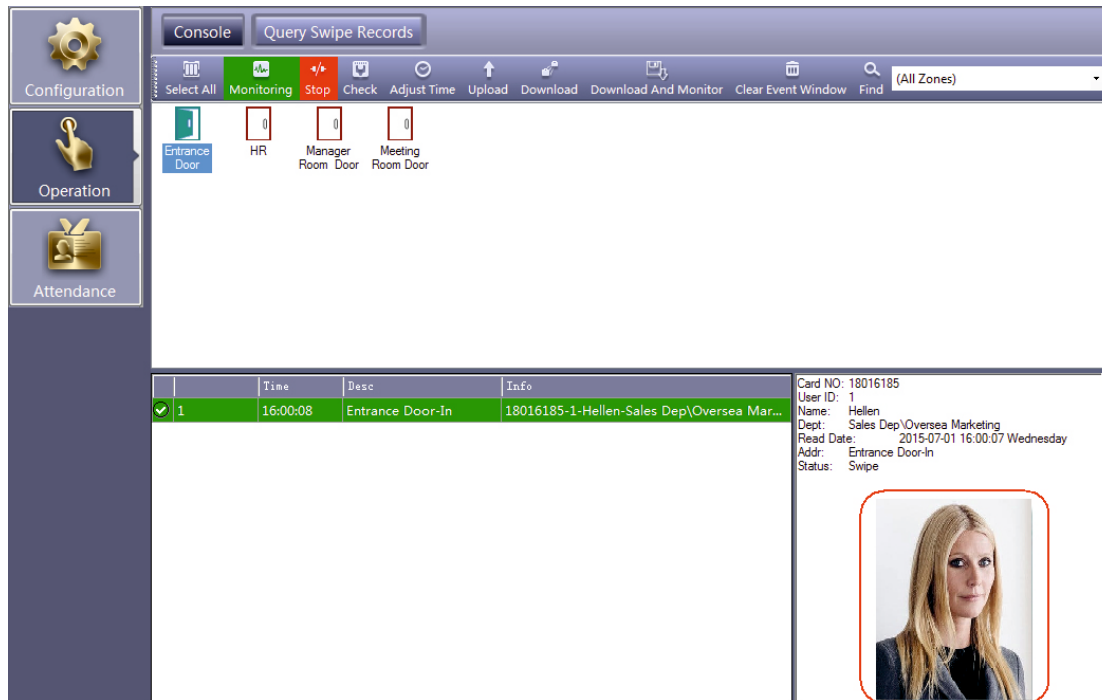 Console Query Swipe Records
Configuration
Select All Monitoring Stop Check Adjust Time Upload Download Download And Monitor Clear Event Window Find (All Zones)
Entrance Door
HR
Manager Room Door
Meeting Room Door
Operation
Attendance
Time Desc Info
1 16:00:08 Entrance Door-In 18016185-1-Hellen-Sales Dep\Oversea Mar...
Card NO: 18016185
User ID: 1
Name: Hellen
Dept: Sales Dep\Oversea Marketing
Read Date: 2015-07-01 16:00:07 Wednesday
Addr: Entrance Door-In
Status: Swipe